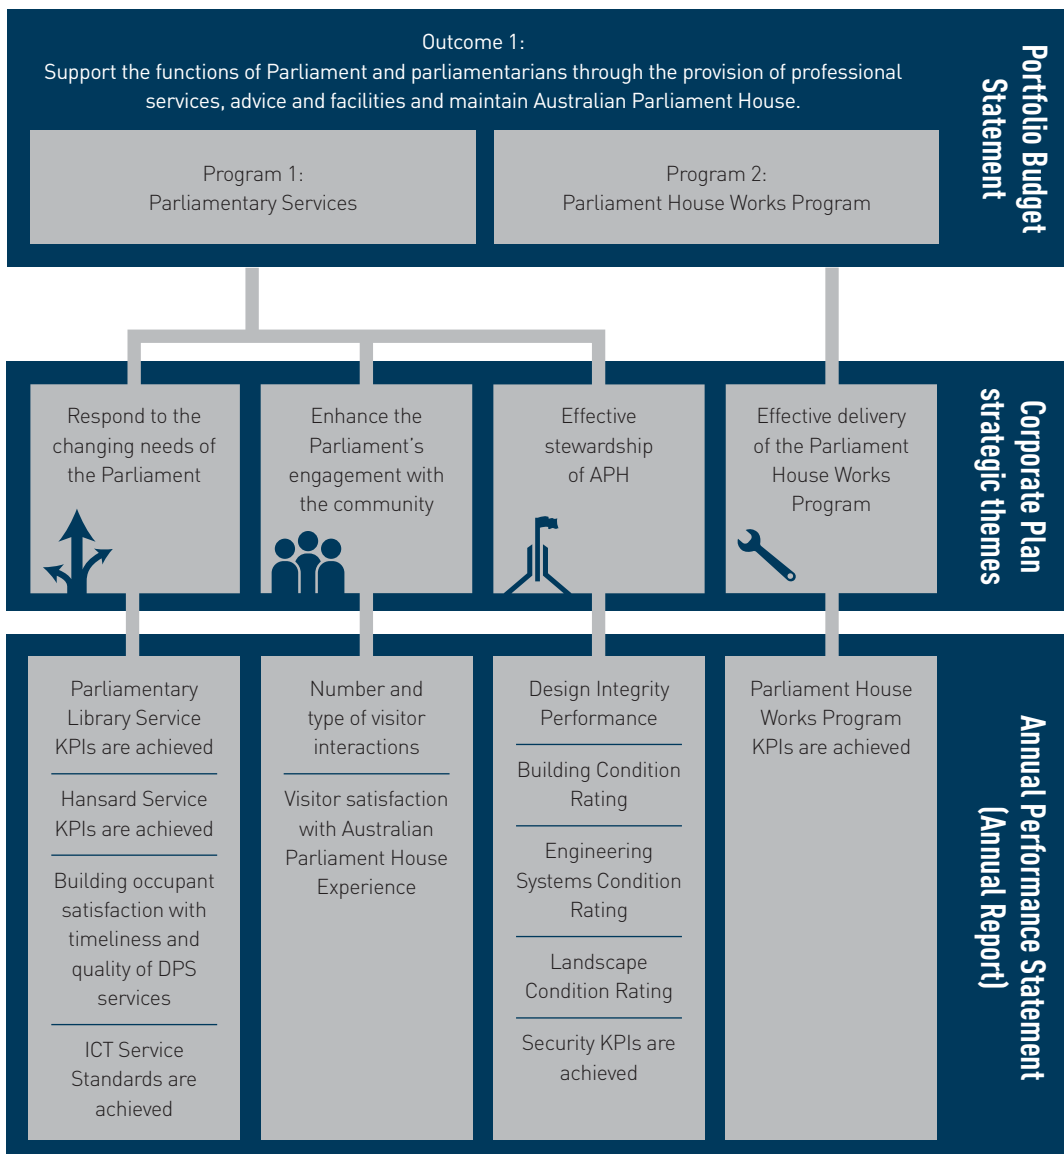 Outcome 1:
Support the functions of Parliament and parliamentarians through the provision of professional
services, advice and facilities and maintain Australian Parliament House.
Program 1:
Parliamentary Services
Program 2:
Parliament House Works Program
Portfolio Budget
Statement
Respond to the
changing needs of
the Parliament
Enhance the
Parliament’s
engagement with
the community
Effective
stewardship
of APH
Effective delivery
of the Parliament
House Works
Program
Corporate Plan
strategic themes
Parliamentary
Library Service
KPIs are achieved
Hansard Service
KPIs are achieved
Building occupant
satisfaction with
timeliness and
quality of DPS
services
ICT Service
Standards are
achieved
Number and
type of visitor
interactions
Visitor satisfaction
with Australian
Parliament House
Experience
Design Integrity
Performance
Building Condition
Rating
Engineering
Systems Condition
Rating
Landscape
Condition Rating
Security KPIs are
achieved
Parliament House
Works Program
KPIs are achieved
Annual Performance Statement
(Annual Report)